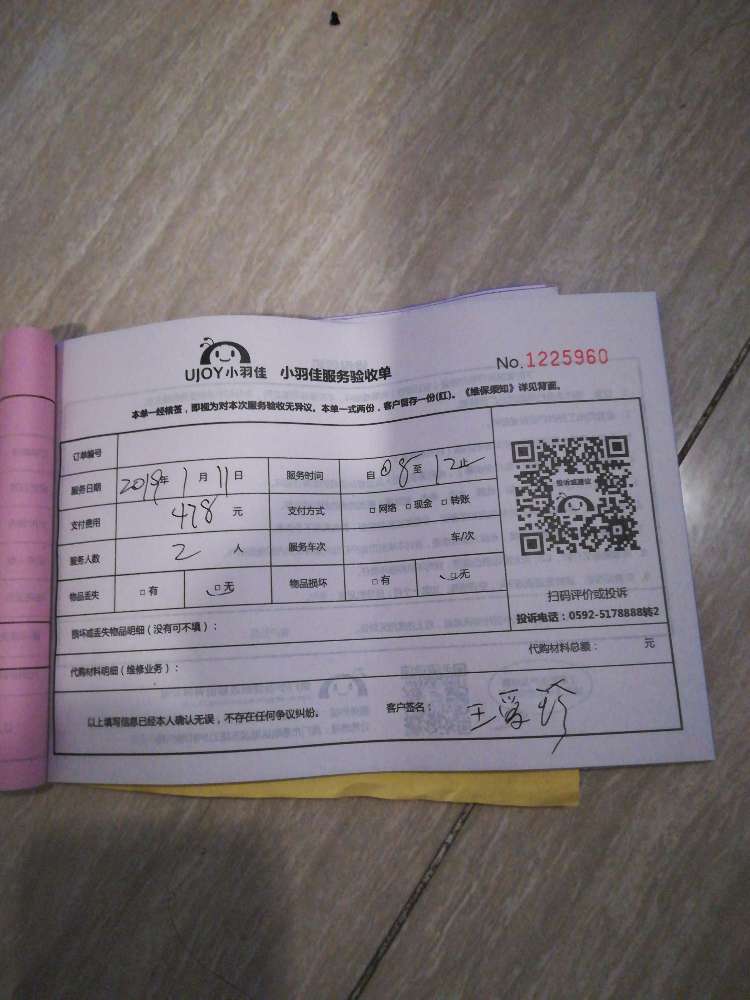 UJOY小羽佳 小羽佳服务验收单
No.1225960
本单一经填签，即视为对本次服务验收无异议。本单一式两份，客户留存一份(红)。《维保须知》详见背面。
订单编号
服务日期 2019年 1月 11日 服务时间 自 08 至 12 止
支付费用 478 元 支付方式 □网络 □现金 □转账
服务人数 2 人 服务车次 车/次
物品丢失 □有 □无 物品损坏 □有 □无
投诉或建议
扫码评价或投诉
投诉电话：0592-5178888转2
损坏或丢失物品明细（没有可不填）：
代购材料明细（维修业务）： 代购材料总额： 元
以上填写信息已经本人确认无误，不存在任何争议纠纷。 客户签名： 王爱珍